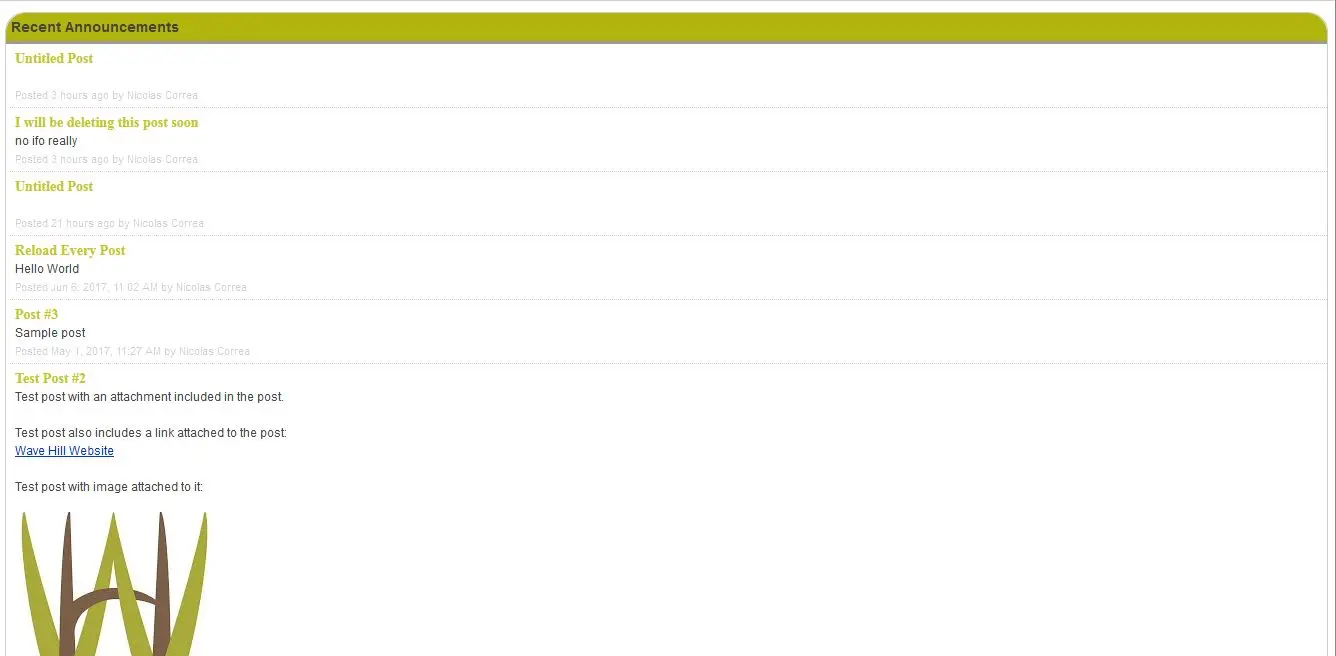 Recent Announcements
Untitled Post
Posted 3 hours ago by Nicolas Correa
I will be deleting this post soon
no ifo really
Posted 3 hours ago by Nicolas Correa
Untitled Post
Posted 21 hours ago by Nicolas Correa
Reload Every Post
Hello World
Posted Jun 6, 2017, 11:02 AM by Nicolas Correa
Post #3
Sample post
Posted May 1, 2017, 11:27 AM by Nicolas Correa
Test Post #2
Test post with an attachment included in the post.
Test post also includes a link attached to the post:
Wave Hill Website
Test post with image attached to it: